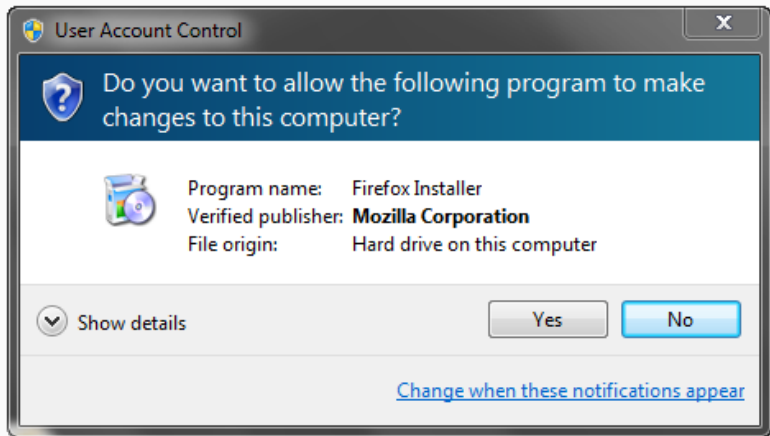 User Account Control
Do you want to allow the following program to make
changes to this computer?
Program name: Firefox Installer
Verified publisher: Mozilla Corporation
File origin: Hard drive on this computer
Show details
Yes
No
Change when these notifications appear